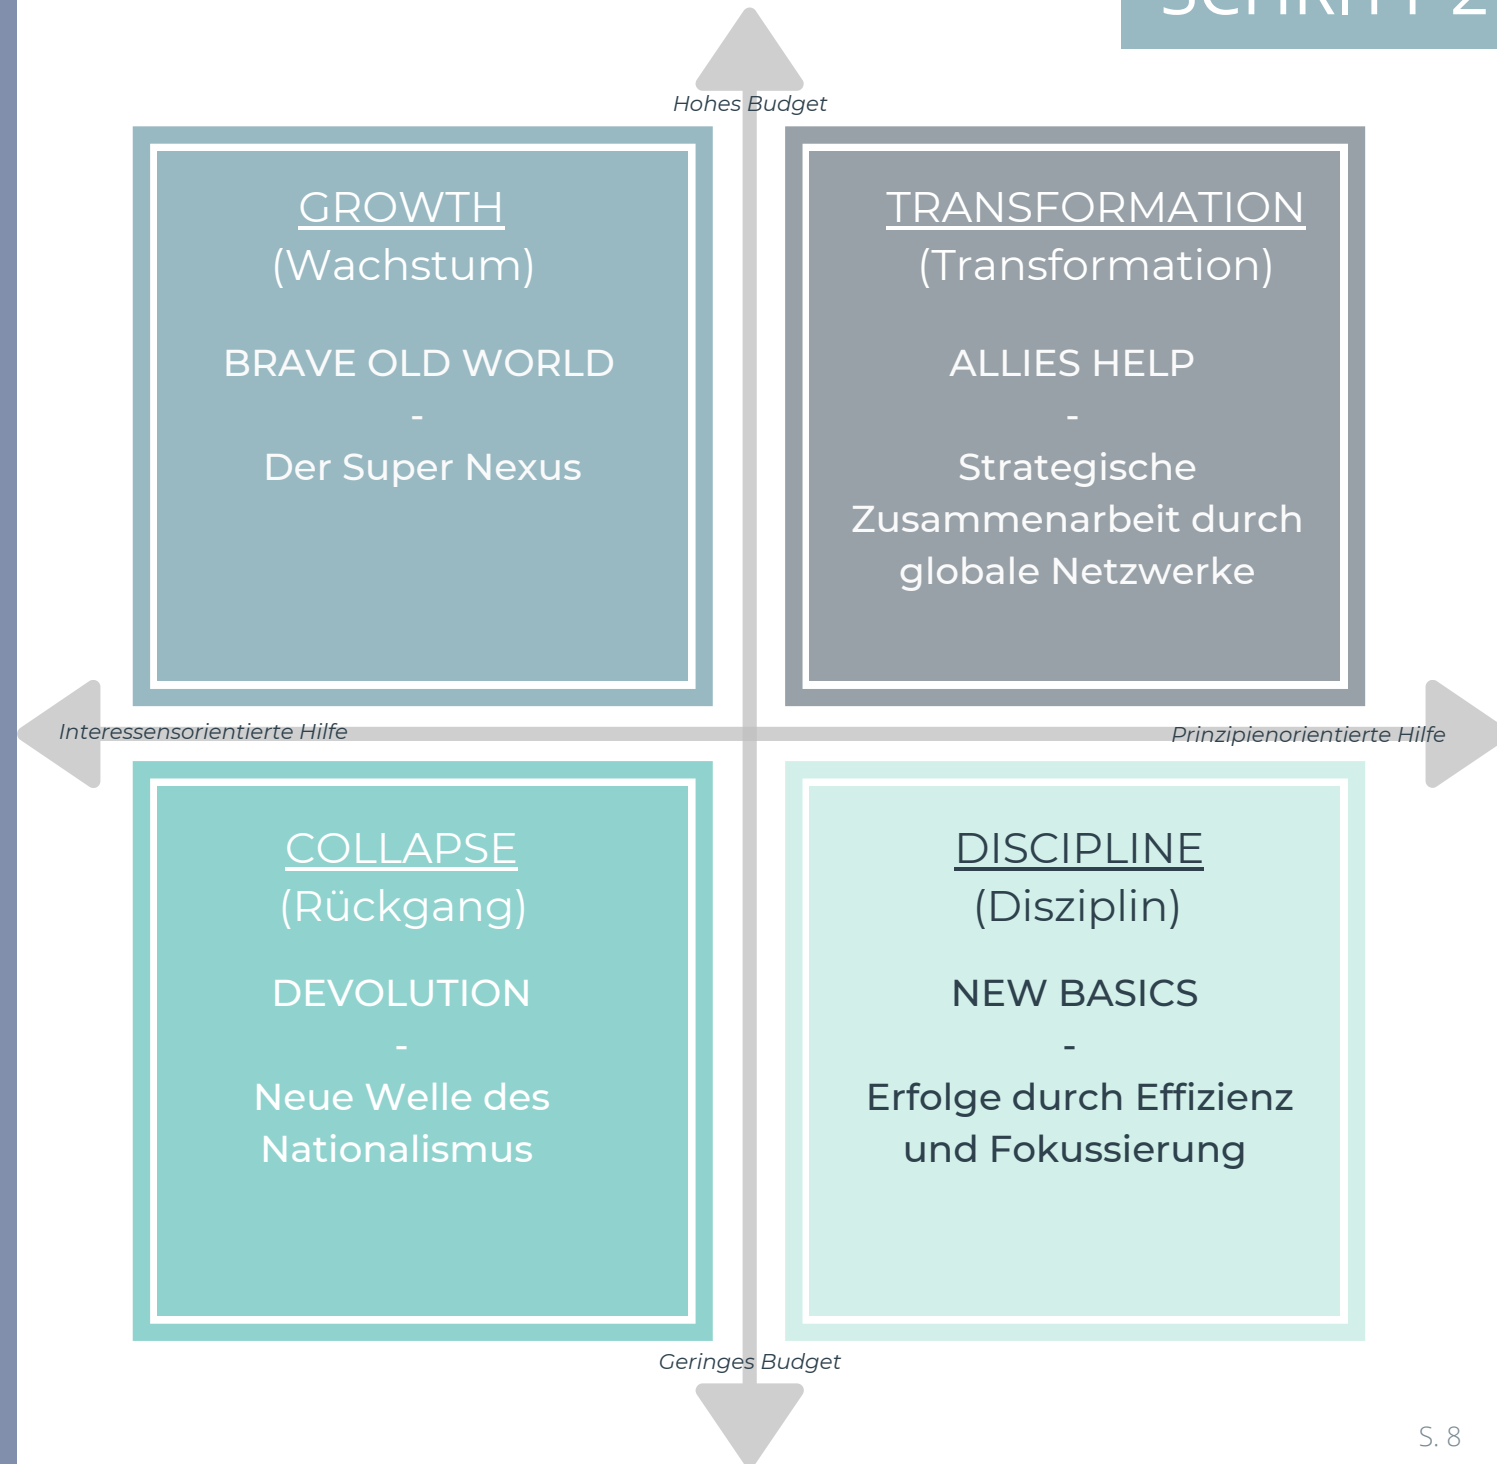 SCHRITT 2
Hohes Budget
GROWTH
(Wachstum)
BRAVE OLD WORLD
-
Der Super Nexus
TRANSFORMATION
(Transformation)
ALLIES HELP
-
Strategische
Zusammenarbeit durch
globale Netzwerke
Interessensorientierte Hilfe
Prinzipienorientierte Hilfe
COLLAPSE
(Rückgang)
DEVOLUTION
-
Neue Welle des
Nationalismus
DISCIPLINE
(Disziplin)
NEW BASICS
-
Erfolge durch Effizienz
und Fokussierung
Geringes Budget
S. 8